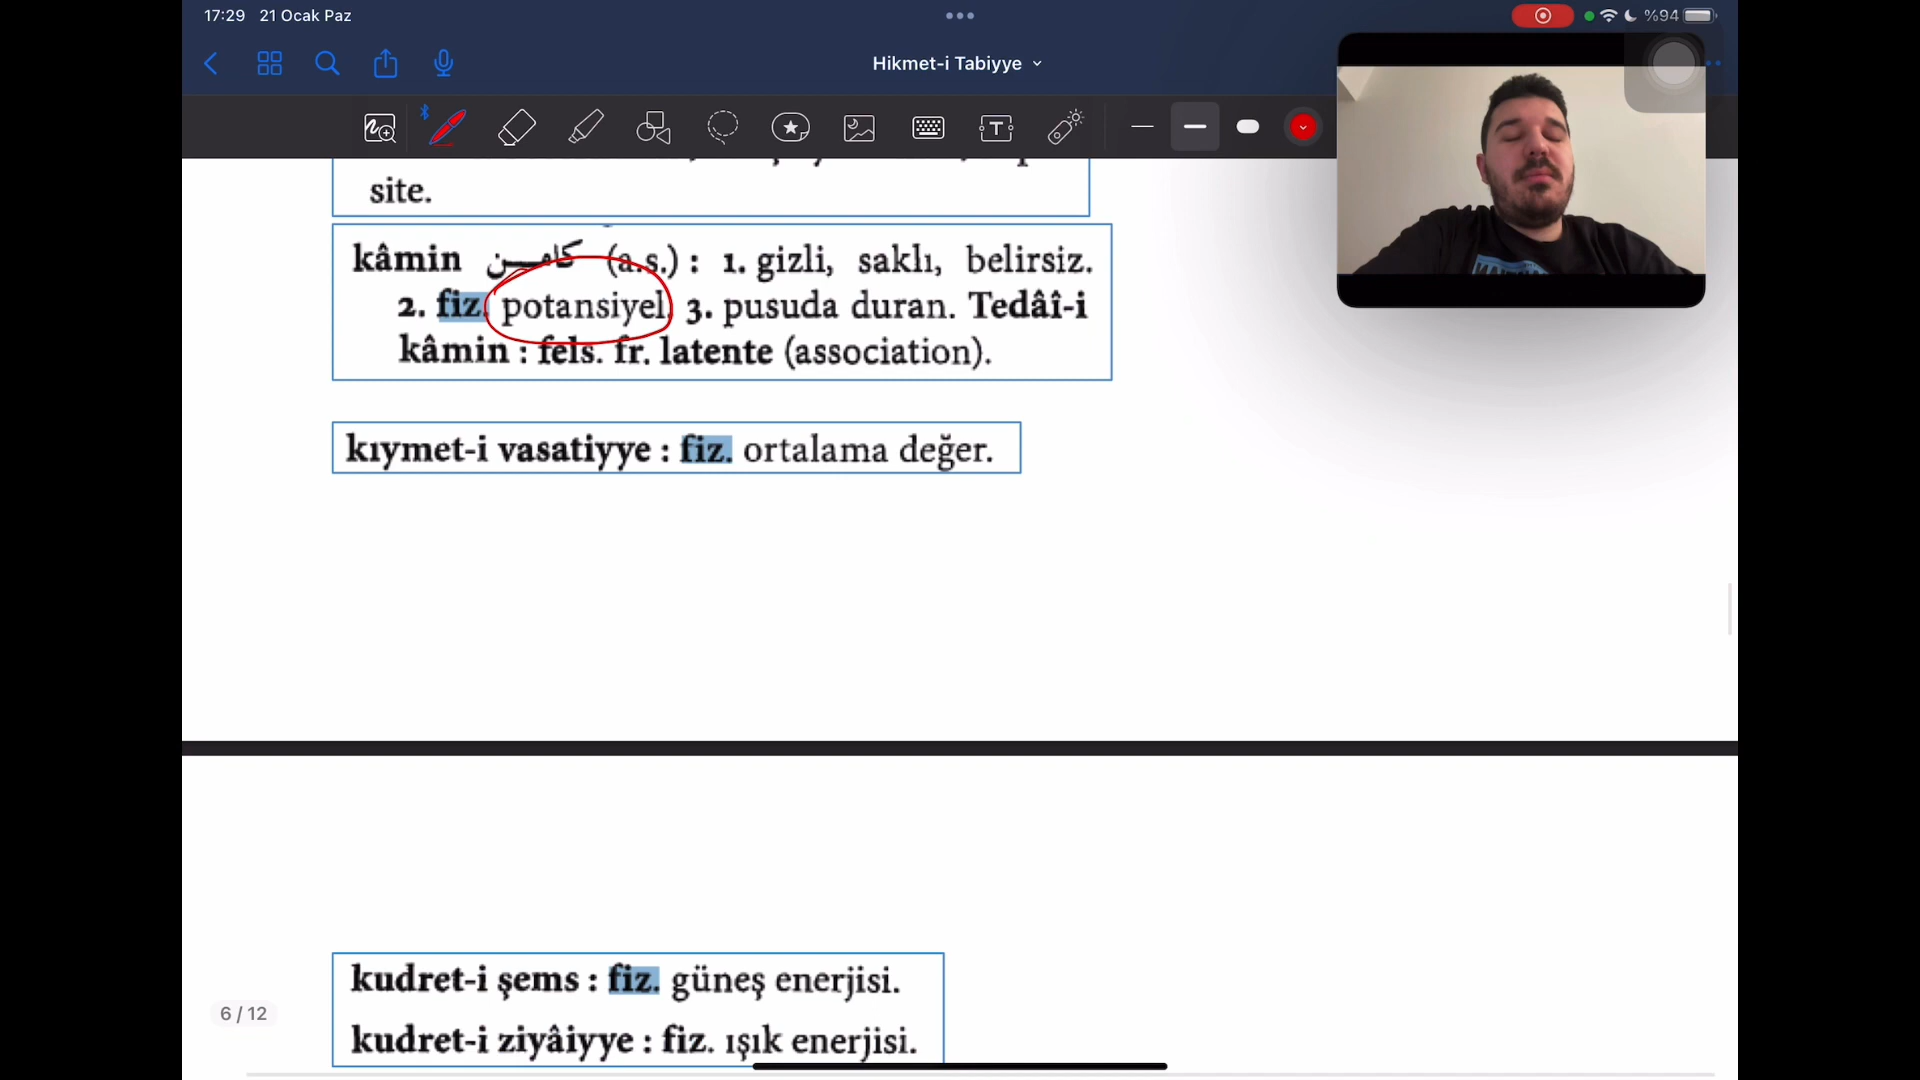 17:29 21 Ocak Paz
%94
Hikmet-i Tabiyye
site.
kâmin كامـــن (a.s.) : 1. gizli, saklı, belirsiz.
2. fiz. potansiyel. 3. pusuda duran. Tedâî-i
kâmin : fels. fr. latente (association).
kıymet-i vasatiyye : fiz. ortalama değer.
kudret-i şems : fiz. güneş enerjisi.
6 / 12
kudret-i ziyâiyye : fiz. ışık enerjisi.